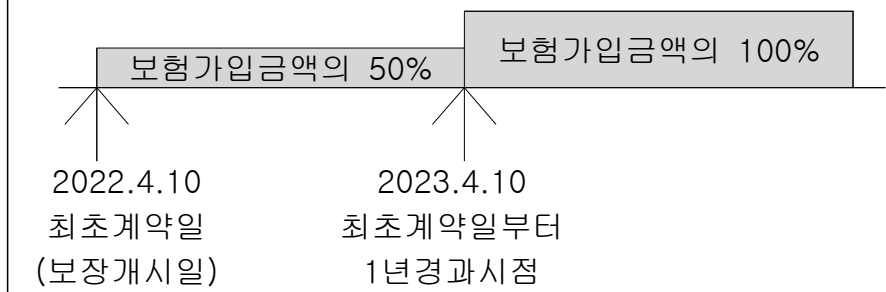 보험가입금액의 50%
보험가입금액의 100%
2022.4.10
최초계약일
(보장개시일)
2023.4.10
최초계약일부터
1년경과시점